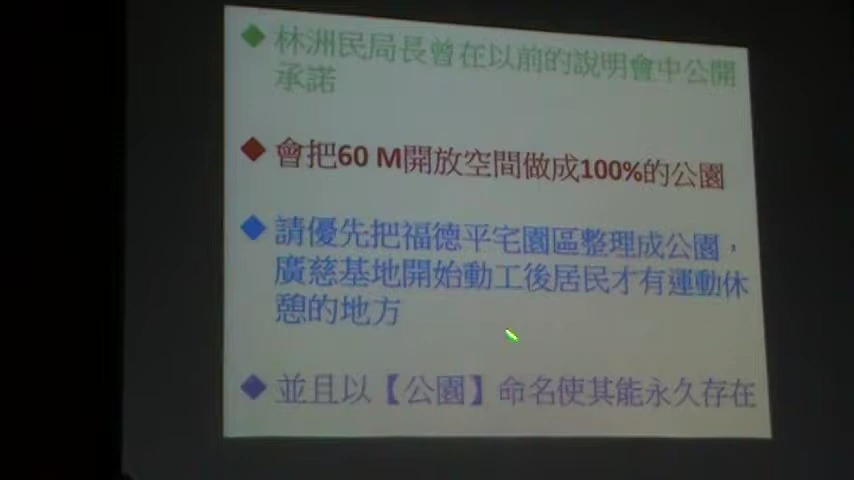 ◆林洲民局長曾在以前的說明會中公開
承諾
◆會把60 M開放空間做成100%的公園
◆請優先把福德平宅園區整理成公園，
廣慈基地開始動工後居民才有運動休
憩的地方
◆並且以【公園】命名使其能永久存在